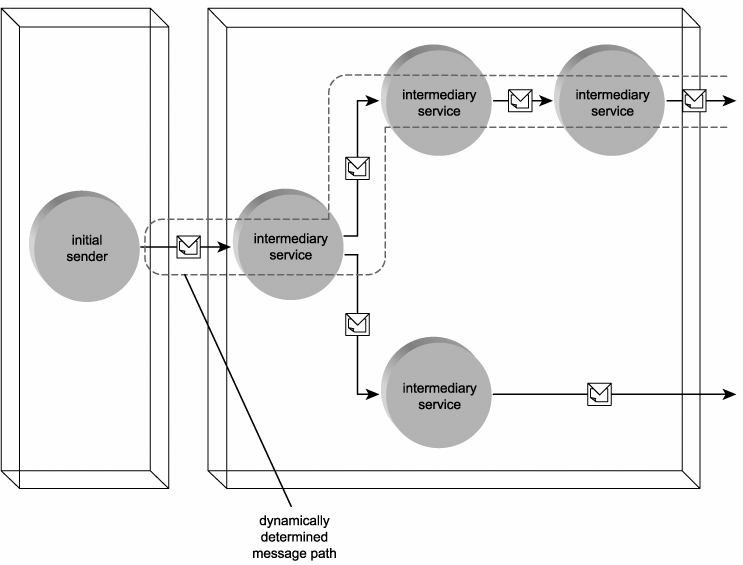 intermediary
service
intermediary
service
initial
sender
intermediary
service
intermediary
service
dynamically
determined
message path